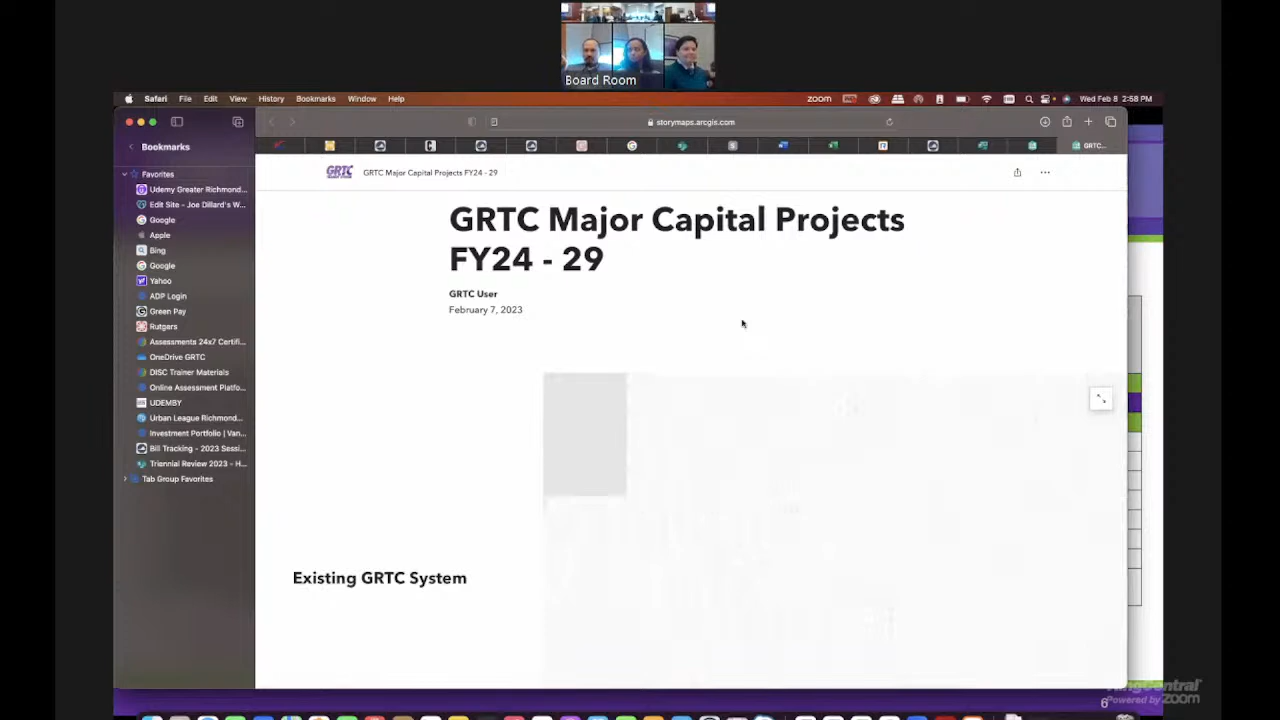 Board Room
Safari File Edit View History Bookmarks Window Help zoom Wed Feb 8 2:58 PM
storymaps.arcgis.com
Bookmarks
GRTC...
GRTC GRTC Major Capital Projects FY24 - 29
Favorites
Udemy Greater Richmond...
Edit Site - Joe Dillard's W...
Google
Apple
Bing
Google
Yahoo
ADP Login
Green Pay
Rutgers
Assessments 24x7 Certifi...
OneDrive GRTC
DISC Trainer Materials
Online Assessment Platfo...
UDEMBY
Urban League Richmond...
Investment Portfolio | Van...
Bill Tracking - 2023 Sessi...
Triennial Review 2023 - H...
Tab Group Favorites
GRTC Major Capital Projects
FY24 - 29
GRTC User
February 7, 2023
Existing GRTC System
RingCentral
Powered by zoom
6